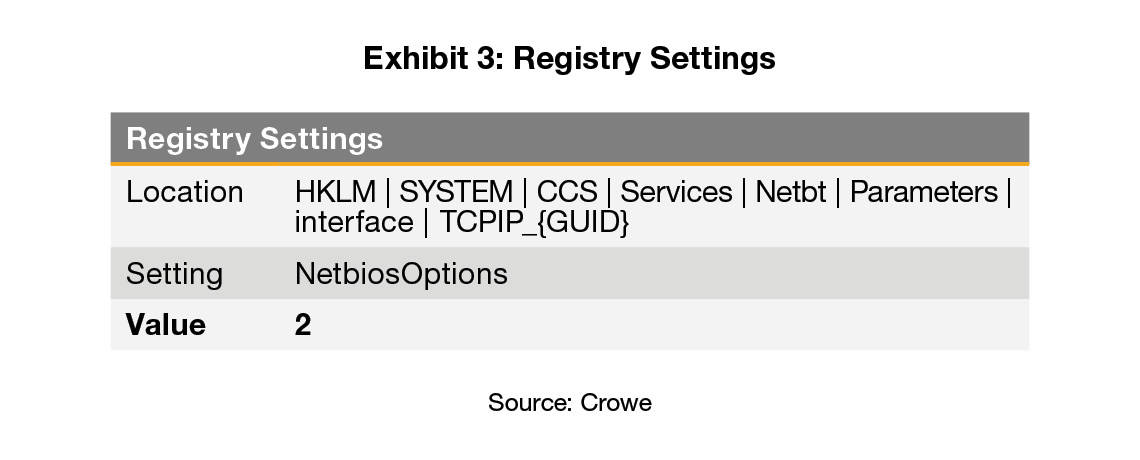 Exhibit 3: Registry Settings
Registry Settings
Location HKLM | SYSTEM | CCS | Services | Netbt | Parameters |
interface | TCPIP_{GUID}
Setting NetbiosOptions
Value 2
Source: Crowe